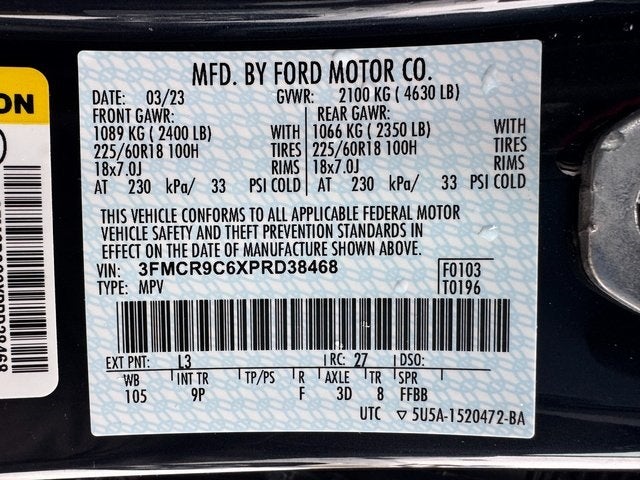 MFD. BY FORD MOTOR CO.
DATE: 03/23 GVWR: 2100 KG ( 4630 LB)
FRONT GAWR: REAR GAWR:
1089 KG ( 2400 LB) WITH 1066 KG ( 2350 LB) WITH
225/60R18 100H TIRES 225/60R18 100H TIRES
18x7.0J RIMS 18x7.0J RIMS
AT 230 kPa/ 33 PSI COLD AT 230 kPa/ 33 PSI COLD
THIS VEHICLE CONFORMS TO ALL APPLICABLE FEDERAL MOTOR
VEHICLE SAFETY AND THEFT PREVENTION STANDARDS IN
EFFECT ON THE DATE OF MANUFACTURE SHOWN ABOVE.
VIN: 3FMCR9C6XPRD38468 F0103
TYPE: MPV T0196
EXT PNT: L3 RC: 27 DSO:
WB INT TR TP/PS R AXLE TR SPR
105 9P F 3D 8 FFBB
UTC ▽ 5U5A-1520472-BA